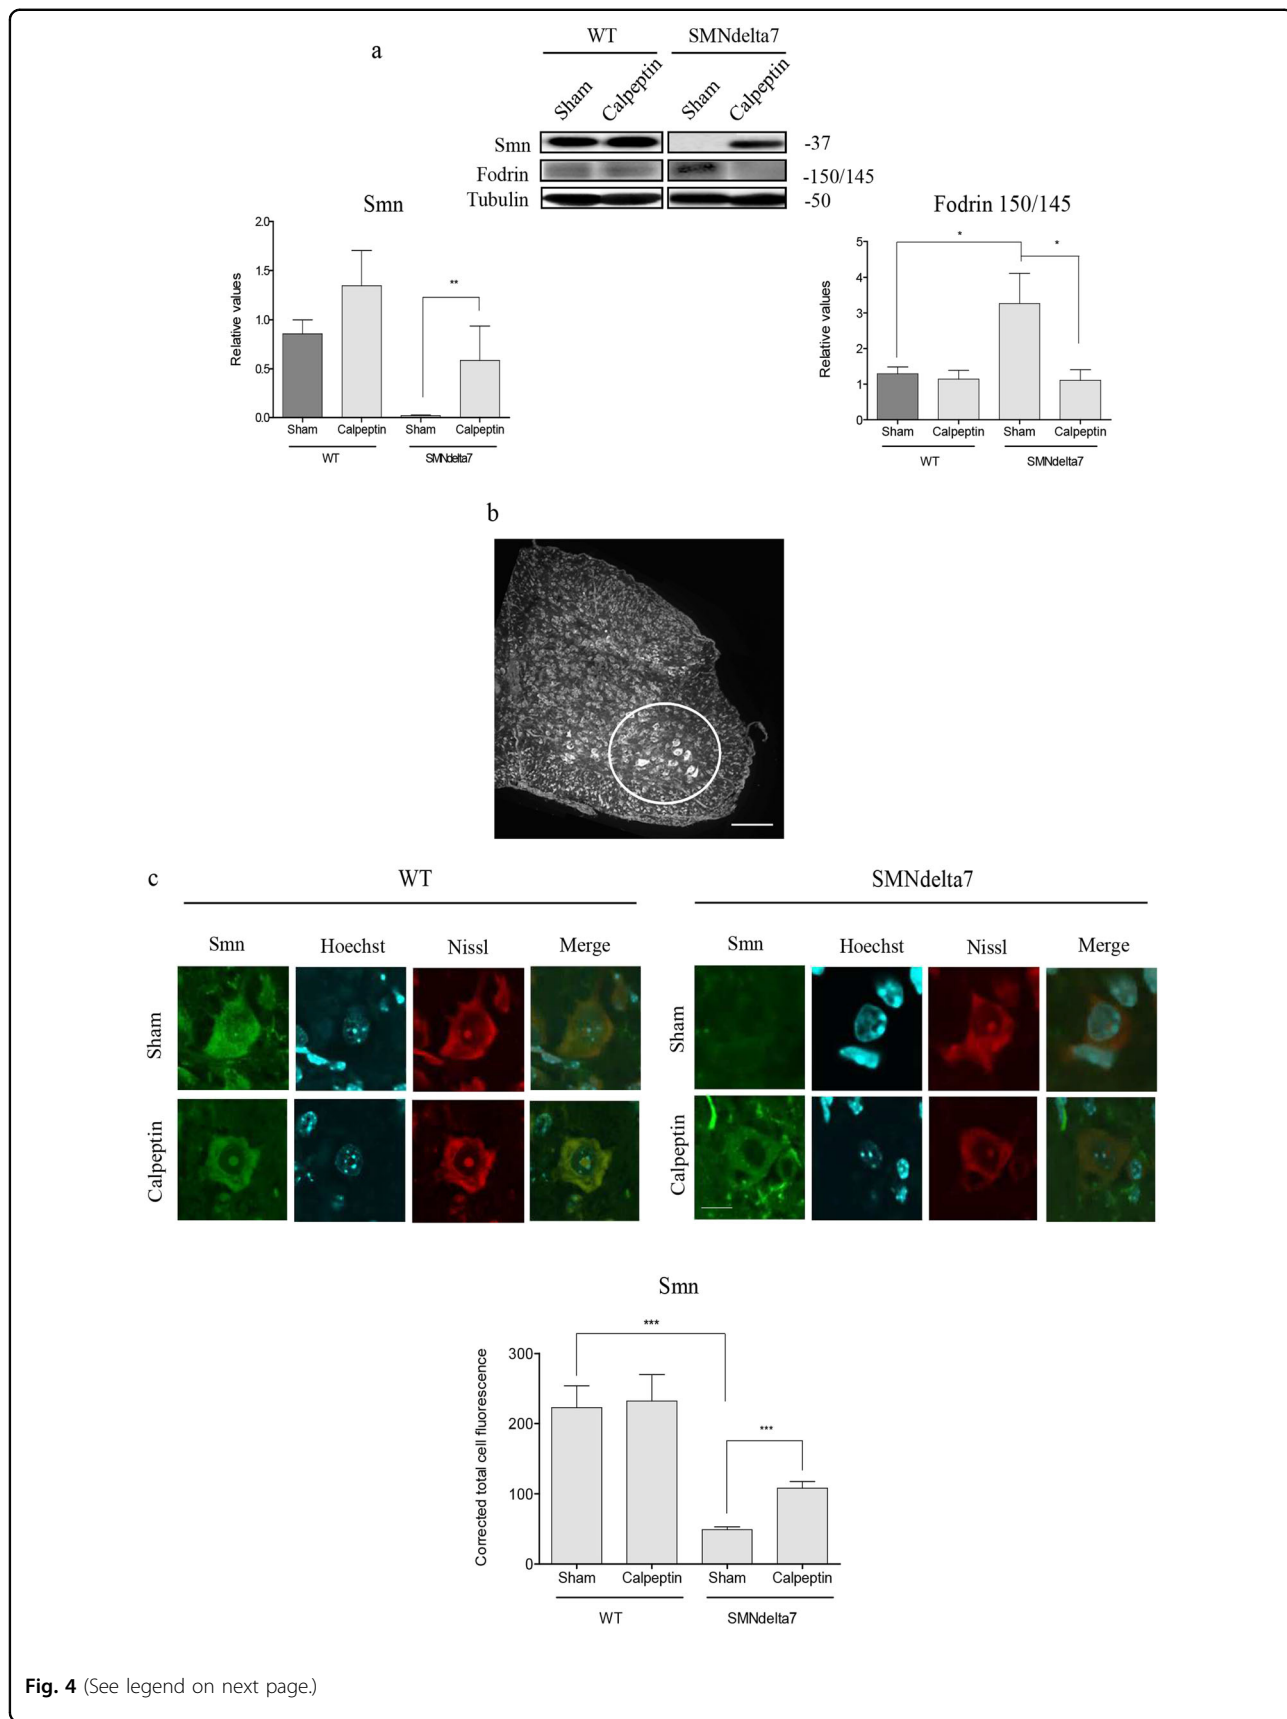 a
WT SMNdelta7
Sham Calpeptin Sham Calpeptin
Smn -37
Fodrin -150/145
Tubulin -50
Smn
Relative values
2.0
1.5
1.0
0.5
0.0
Sham Calpeptin Sham Calpeptin
WT SMNdelta7
**
Fodrin 150/145
Relative values
5
4
3
2
1
0
* *
Sham Calpeptin Sham Calpeptin
WT SMNdelta7
b
c
WT SMNdelta7
Smn Hoechst Nissl Merge Smn Hoechst Nissl Merge
Sham Sham
Calpeptin Calpeptin
Smn
Corrected total cell fluorescence
300
200
100
0
***
***
Sham Calpeptin Sham Calpeptin
WT SMNdelta7
Fig. 4 (See legend on next page.)